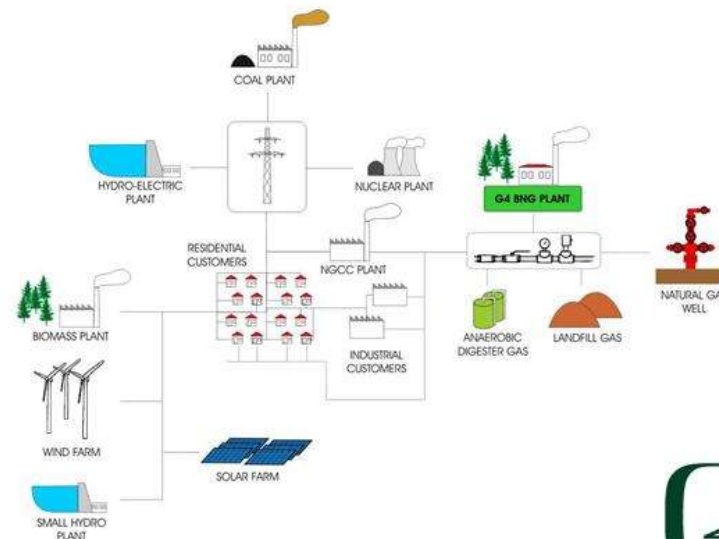 COAL PLANT
HYDRO-ELECTRIC
PLANT
NUCLEAR PLANT
G4 BNG PLANT
RESIDENTIAL
CUSTOMERS
NGCC PLANT
NATURAL GA
WELL
BIOMASS PLANT
ANAEROBIC
DIGESTER GAS
LANDFILL GAS
INDUSTRIAL
CUSTOMERS
WIND FARM
SOLAR FARM
SMALL HYDRO
PLANT